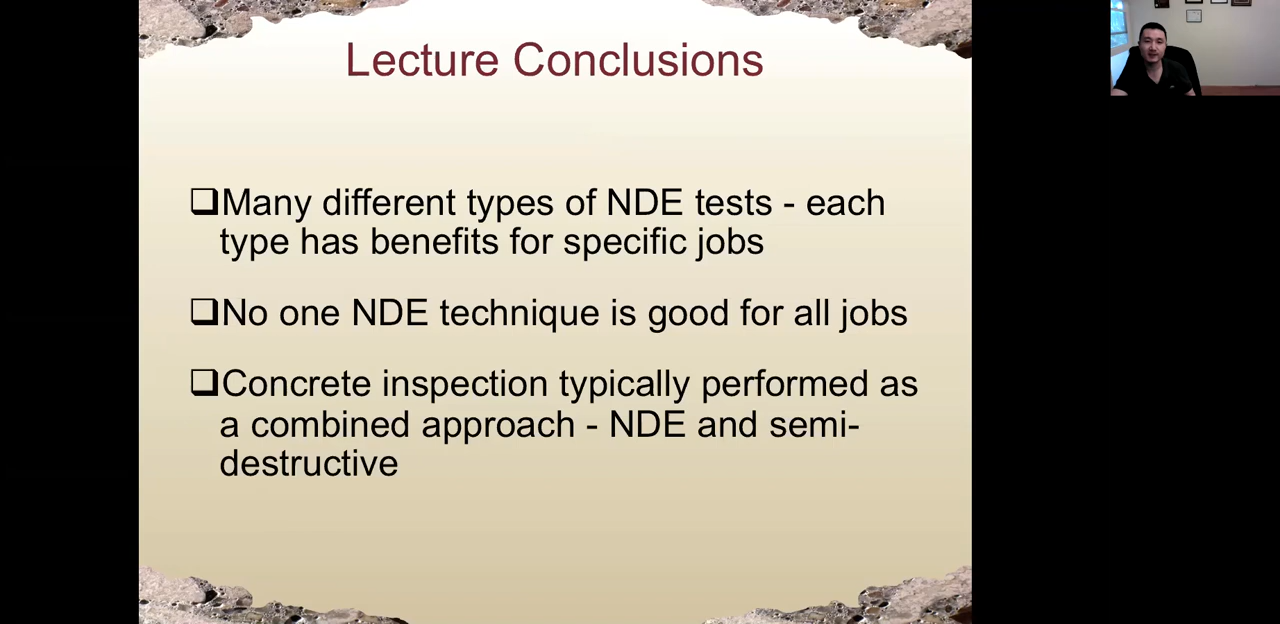 Lecture Conclusions
❑Many different types of NDE tests - each
type has benefits for specific jobs
❑No one NDE technique is good for all jobs
❑Concrete inspection typically performed as
a combined approach - NDE and semi-
destructive